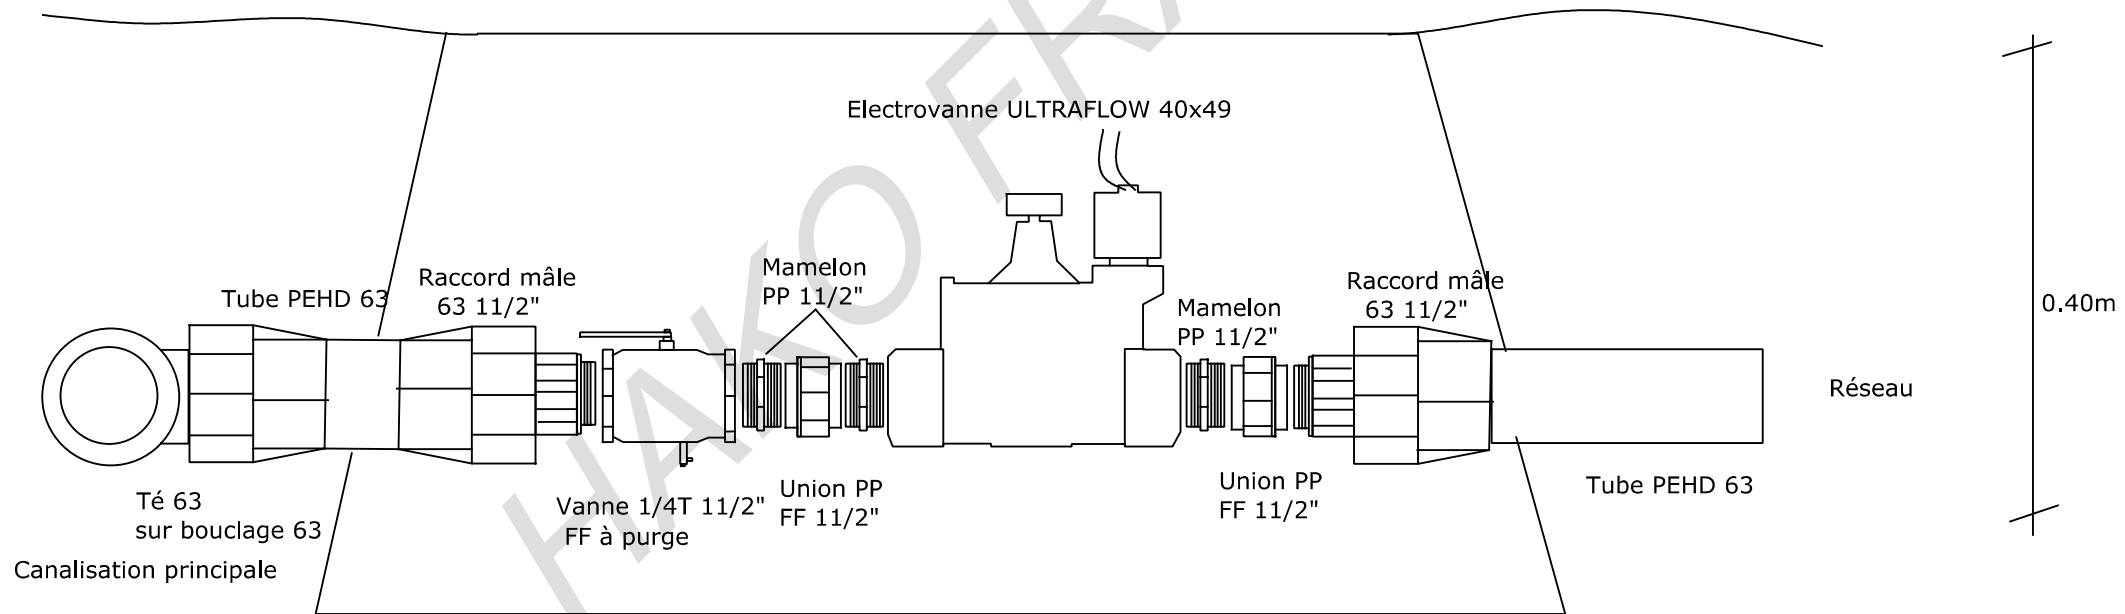 Electrovanne ULTRAFLOW 40x49
Tube PEHD 63
Raccord mâle
63 11/2"
Mamelon
PP 11/2"
Mamelon
PP 11/2"
Raccord mâle
63 11/2"
0.40m
Réseau
Té 63
sur bouclage 63
Canalisation principale
Vanne 1/4T 11/2"
FF à purge
Union PP
FF 11/2"
Union PP
FF 11/2"
Tube PEHD 63
HAKO FRA